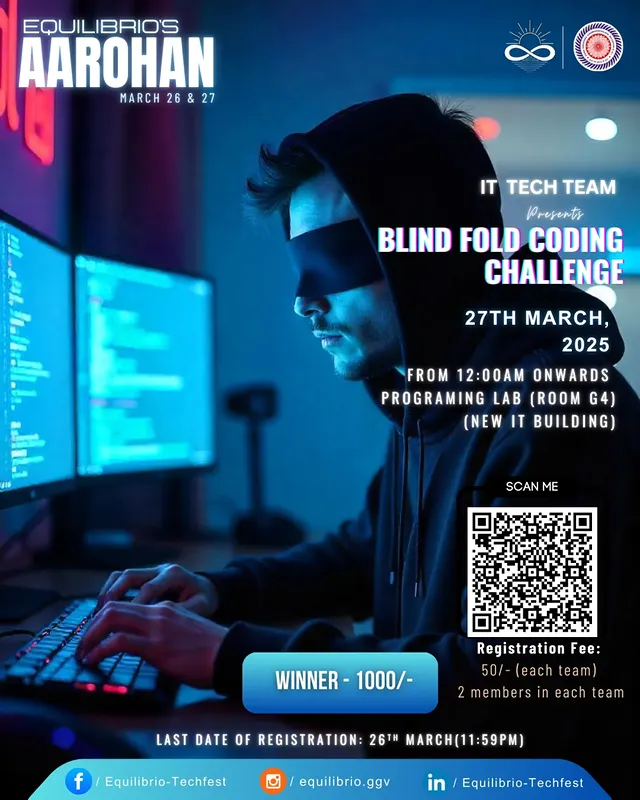 EQUILIBRIO'S
AAROHAN
MARCH 26 & 27
IT TECH TEAM
Presents
BLIND FOLD CODING
CHALLENGE
27TH MARCH,
2025
FROM 12:00AM ONWARDS
PROGRAMING LAB (ROOM G4)
(NEW IT BUILDING)
SCAN ME
Registration Fee:
50/- (each team)
2 members in each team
WINNER - 1000/-
LAST DATE OF REGISTRATION: 26ᵀᴴ MARCH(11:59PM)
/ Equilibrio-Techfest
/ equilibrio.ggv
/ Equilibrio-Techfest